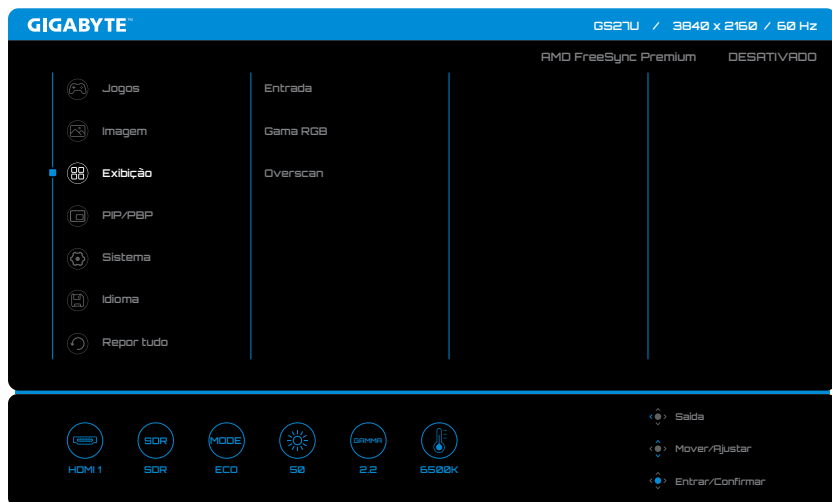 GIGABYTE™ GS27U / 3840 x 2160 / 60 Hz
AMD FreeSync Premium DESATIVADO
Jogos
Imagem
Exibição
PIP/PBP
Sistema
Idioma
Repor tudo
Entrada
Gama RGB
Overscan
SDR MODE GAMMA
HDMI 1 SDR ECO 50 2.2 6500K
Saída
Mover/Ajustar
Entrar/Confirmar